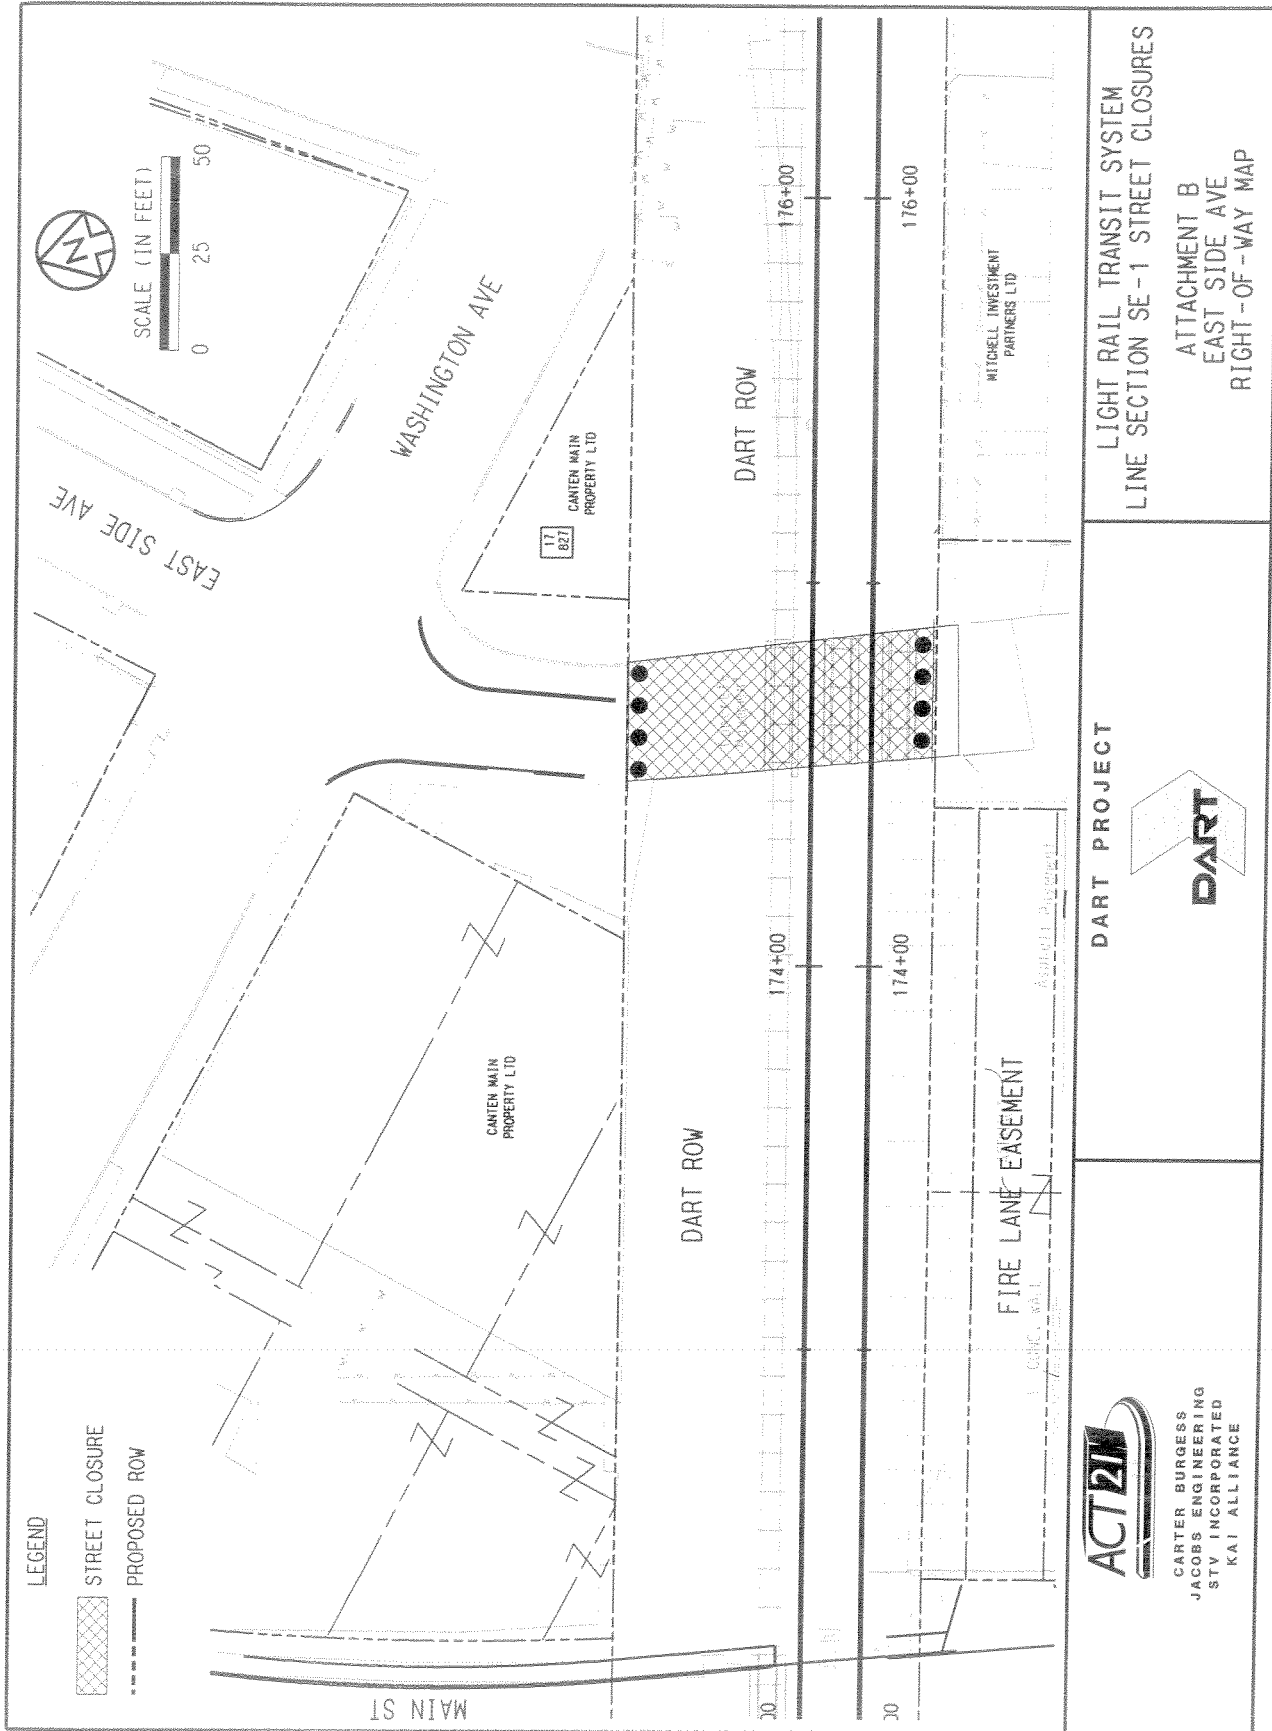 LEGEND
STREET CLOSURE
PROPOSED ROW
N
SCALE (IN FEET)
0 25 50
EAST SIDE AVE
WASHINGTON AVE
MAIN ST
CANTEN MAIN
PROPERTY LTD
17
827
CANTEN MAIN
PROPERTY LTD
DART ROW
DART ROW
174+00
176+00
174+00
176+00
MITCHELL INVESTMENT
PARTNERS LTD
FIRE LANE EASEMENT
ACT21
CARTER BURGESS
JACOBS ENGINEERING
STV INCORPORATED
KAI ALLIANCE
DART PROJECT
DART
LIGHT RAIL TRANSIT SYSTEM
LINE SECTION SE-1 STREET CLOSURES
ATTACHMENT B
EAST SIDE AVE
RIGHT-OF-WAY MAP